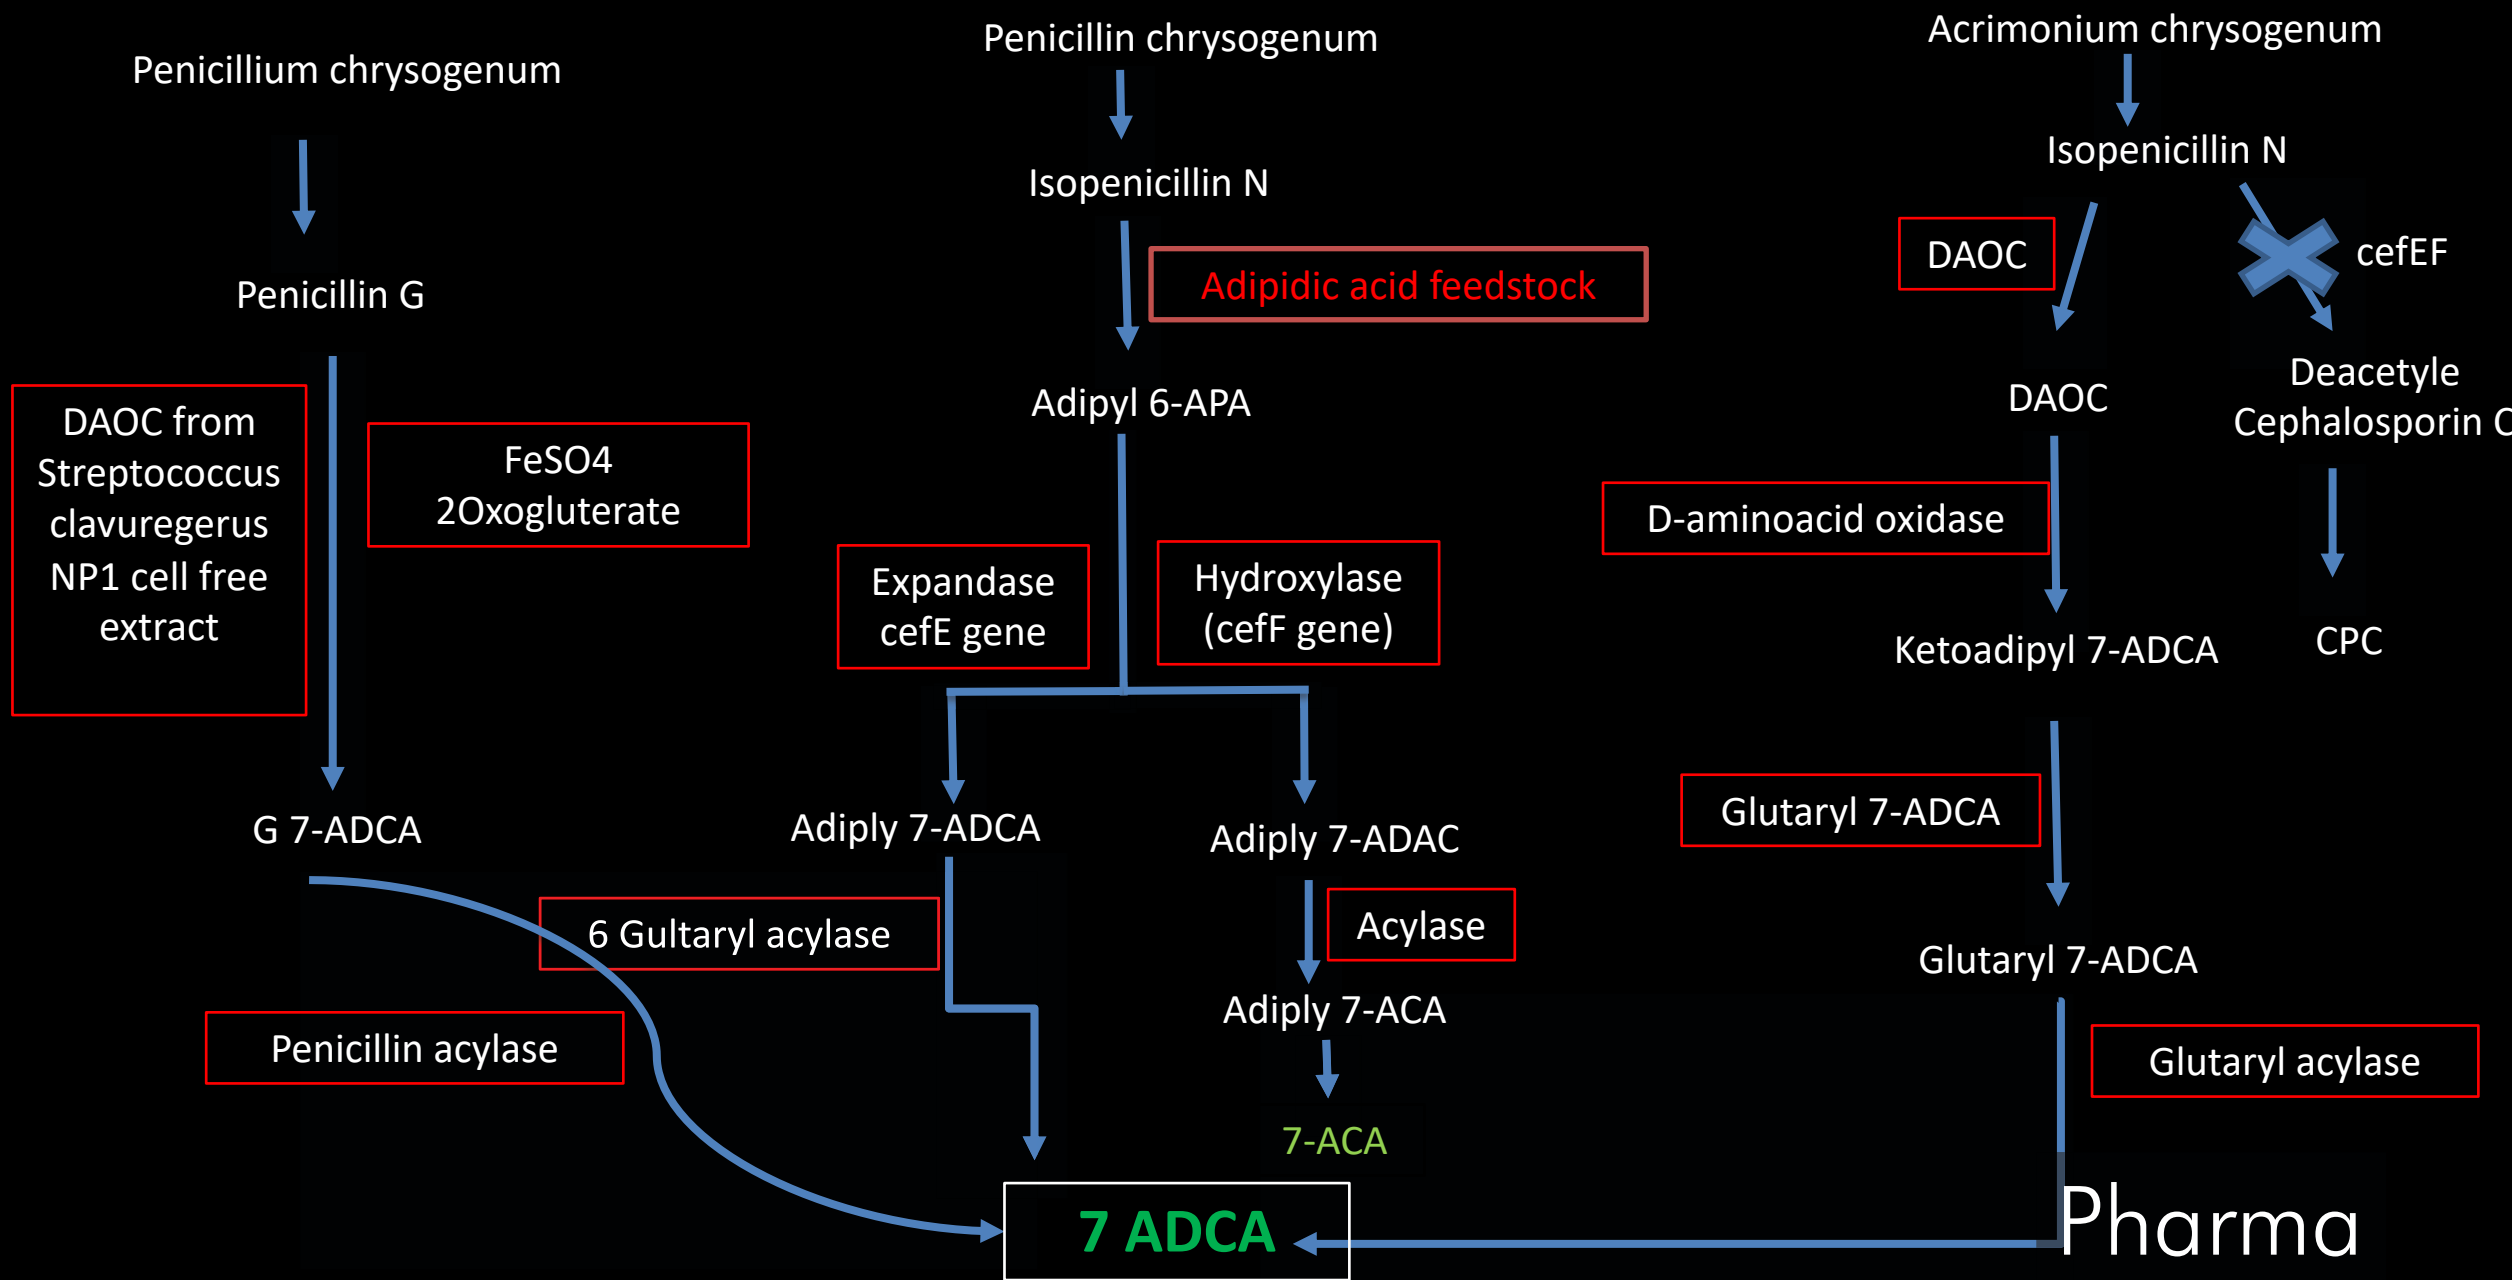 Penicillium chrysogenum
Penicillin G
DAOC from
Streptococcus
clavuregerus
NP1 cell free
extract
FeSO4
2Oxogluterate
G 7-ADCA
Penicillin acylase
Penicillin chrysogenum
Isopenicillin N
Adipidic acid feedstock
Adipyl 6-APA
Expandase
cefE gene
Hydroxylase
(cefF gene)
Adiply 7-ADCA
Adiply 7-ADAC
6 Gultaryl acylase
Acylase
Adiply 7-ACA
7-ACA
7 ADCA
Acrimonium chrysogenum
Isopenicillin N
DAOC
cefEF
DAOC
Deacetyle
Cephalosporin C
D-aminoacid oxidase
Ketoadipyl 7-ADCA
CPC
Glutaryl 7-ADCA
Glutaryl 7-ADCA
Glutaryl acylase
Pharma